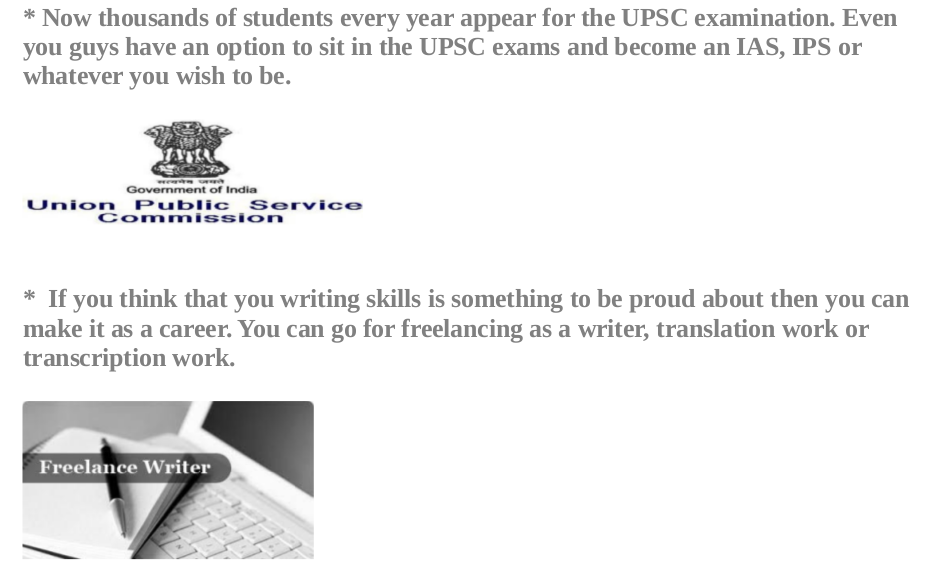 * Now thousands of students every year appear for the UPSC examination. Even
you guys have an option to sit in the UPSC exams and become an IAS, IPS or
whatever you wish to be.
सत्यमेव जयते
Government of India
Union Public Service
Commission
* If you think that you writing skills is something to be proud about then you can
make it as a career. You can go for freelancing as a writer, translation work or
transcription work.
Freelance Writer